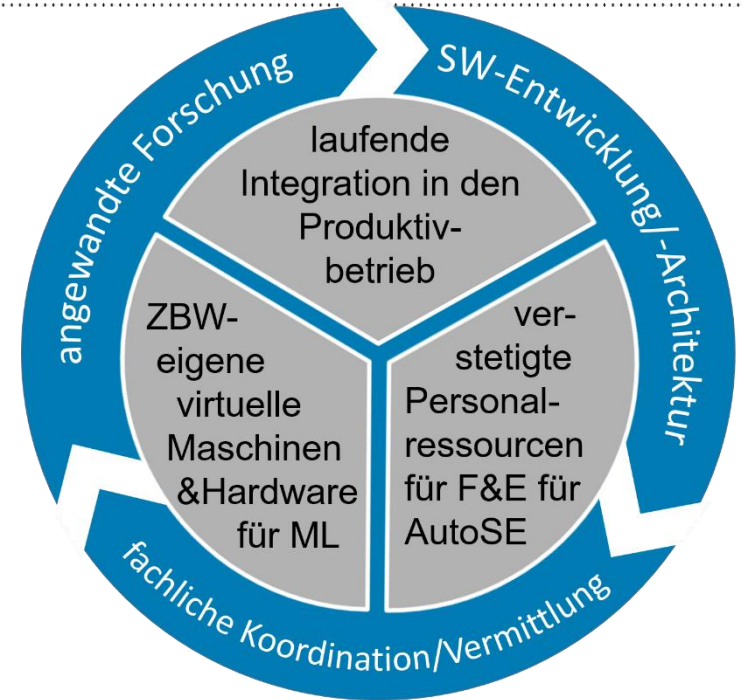 angewandte Forschung
SW-Entwicklung/-Architektur
laufende
Integration in den
Produktiv-
betrieb
ZBW-
eigene
virtuelle
Maschinen
&Hardware
für ML
ver-
stetigte
Personal-
ressourcen
für F&E für
AutoSE
fachliche Koordination/Vermittlung